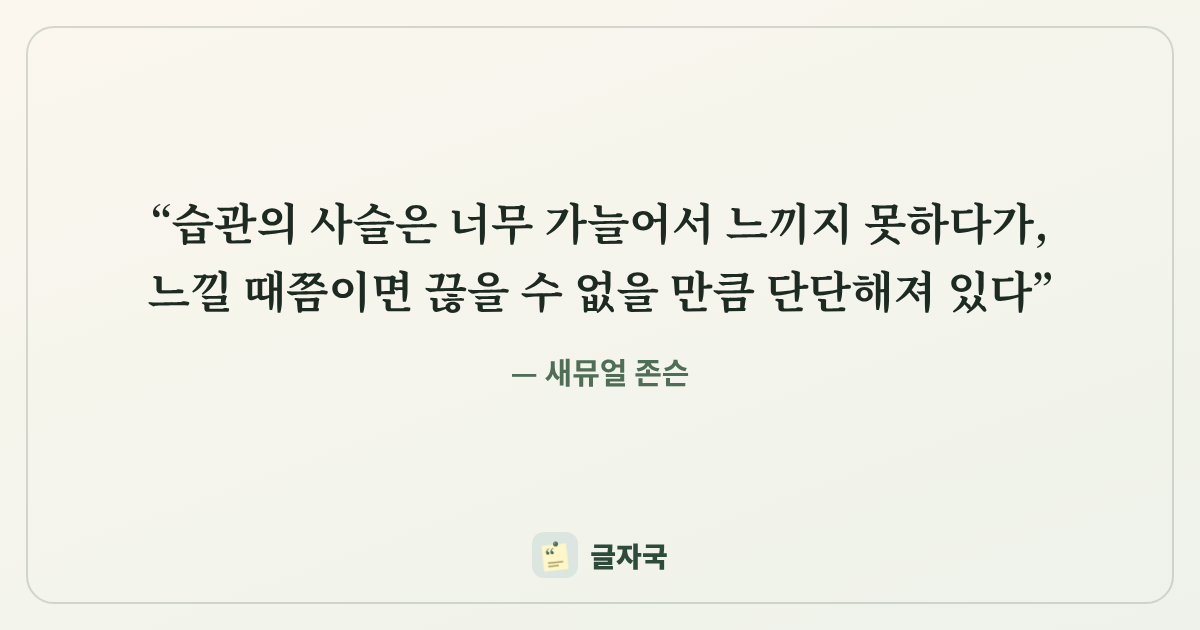 “습관의 사슬은 너무 가늘어서 느끼지 못하다가,
느낄 때쯤이면 끊을 수 없을 만큼 단단해져 있다”
— 새뮤얼 존슨
글자국